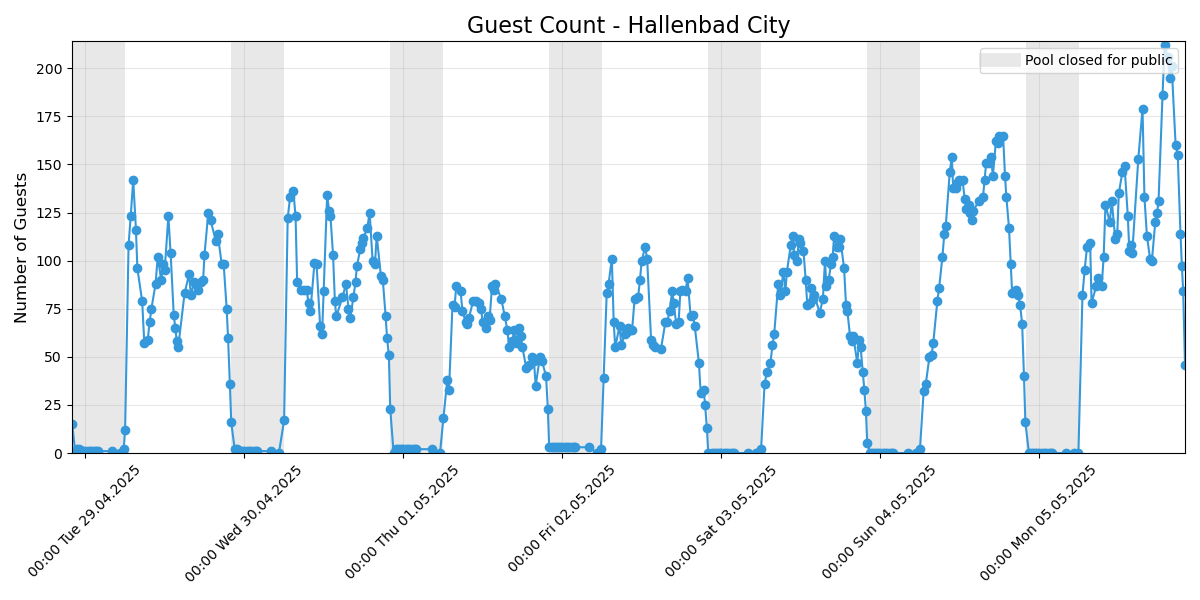 Guest Count - Hallenbad City
Pool closed for public
Number of Guests
200
175
150
125
100
75
50
25
0
00:00 Tue 29.04.2025
00:00 Wed 30.04.2025
00:00 Thu 01.05.2025
00:00 Fri 02.05.2025
00:00 Sat 03.05.2025
00:00 Sun 04.05.2025
00:00 Mon 05.05.2025